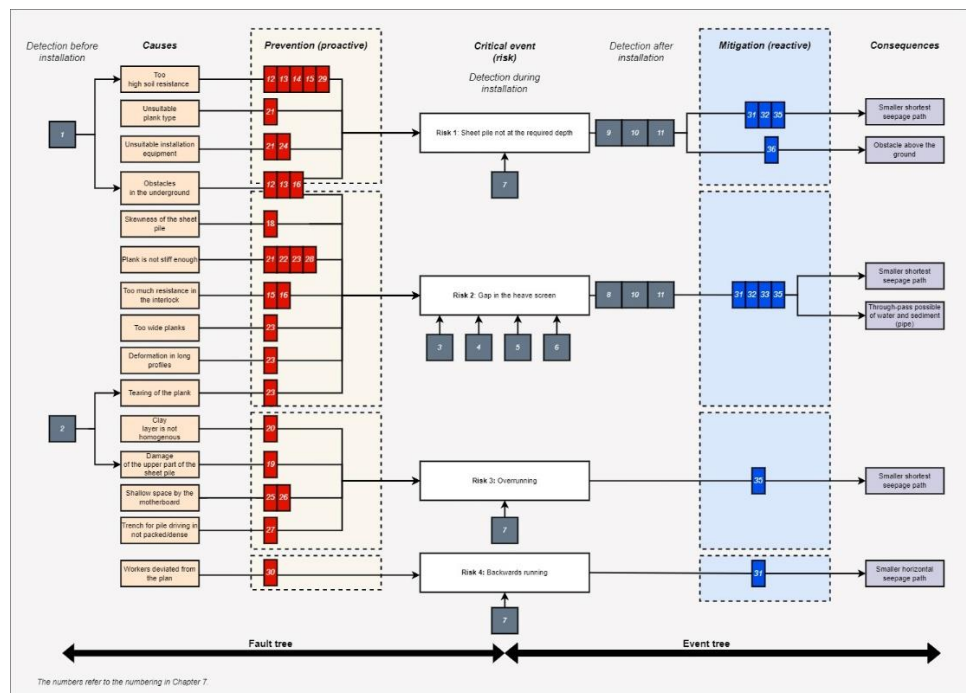 Detection before
installation
Causes
Prevention (proactive)
Critical event
(risk)
Detection during
installation
Detection after
installation
Mitigation (reactive)
Consequences
1
Too
high soil resistance
12 13 14 15 29
Unsuitable
plank type
21
Unsuitable installation
equipment
21 24
Obstacles
in the underground
12 13 16
Risk 1: Sheet pile not at the required depth
7
9 10 11
31 32 35
36
Smaller shortest
seepage path
Obstacle above the
ground
Skewness of the sheet
pile
18
Plank is not stiff enough
21 22 23 28
Too much resistance in
the interlock
15 16
Too wide planks
23
Deformation in long
profiles
23
Tearing of the plank
23
Risk 2: Gap in the heave screen
3 4 5 6
8 10 11
31 32 33 35
Smaller shortest
seepage path
Through-pass possible
of water and sediment
(pipe)
2
Clay
layer is not
homogenous
20
Damage
of the upper part of the
sheet pile
19
Shallow space by the
motherboard
25 26
Trench for pile driving in
not packed/dense
27
Risk 3: Overrunning
7
35
Smaller shortest
seepage path
Workers deviated from
the plan
30
Risk 4: Backwards running
7
31
Smaller horizontal
seepage path
Fault tree
Event tree
The numbers refer to the numbering in Chapter 7.